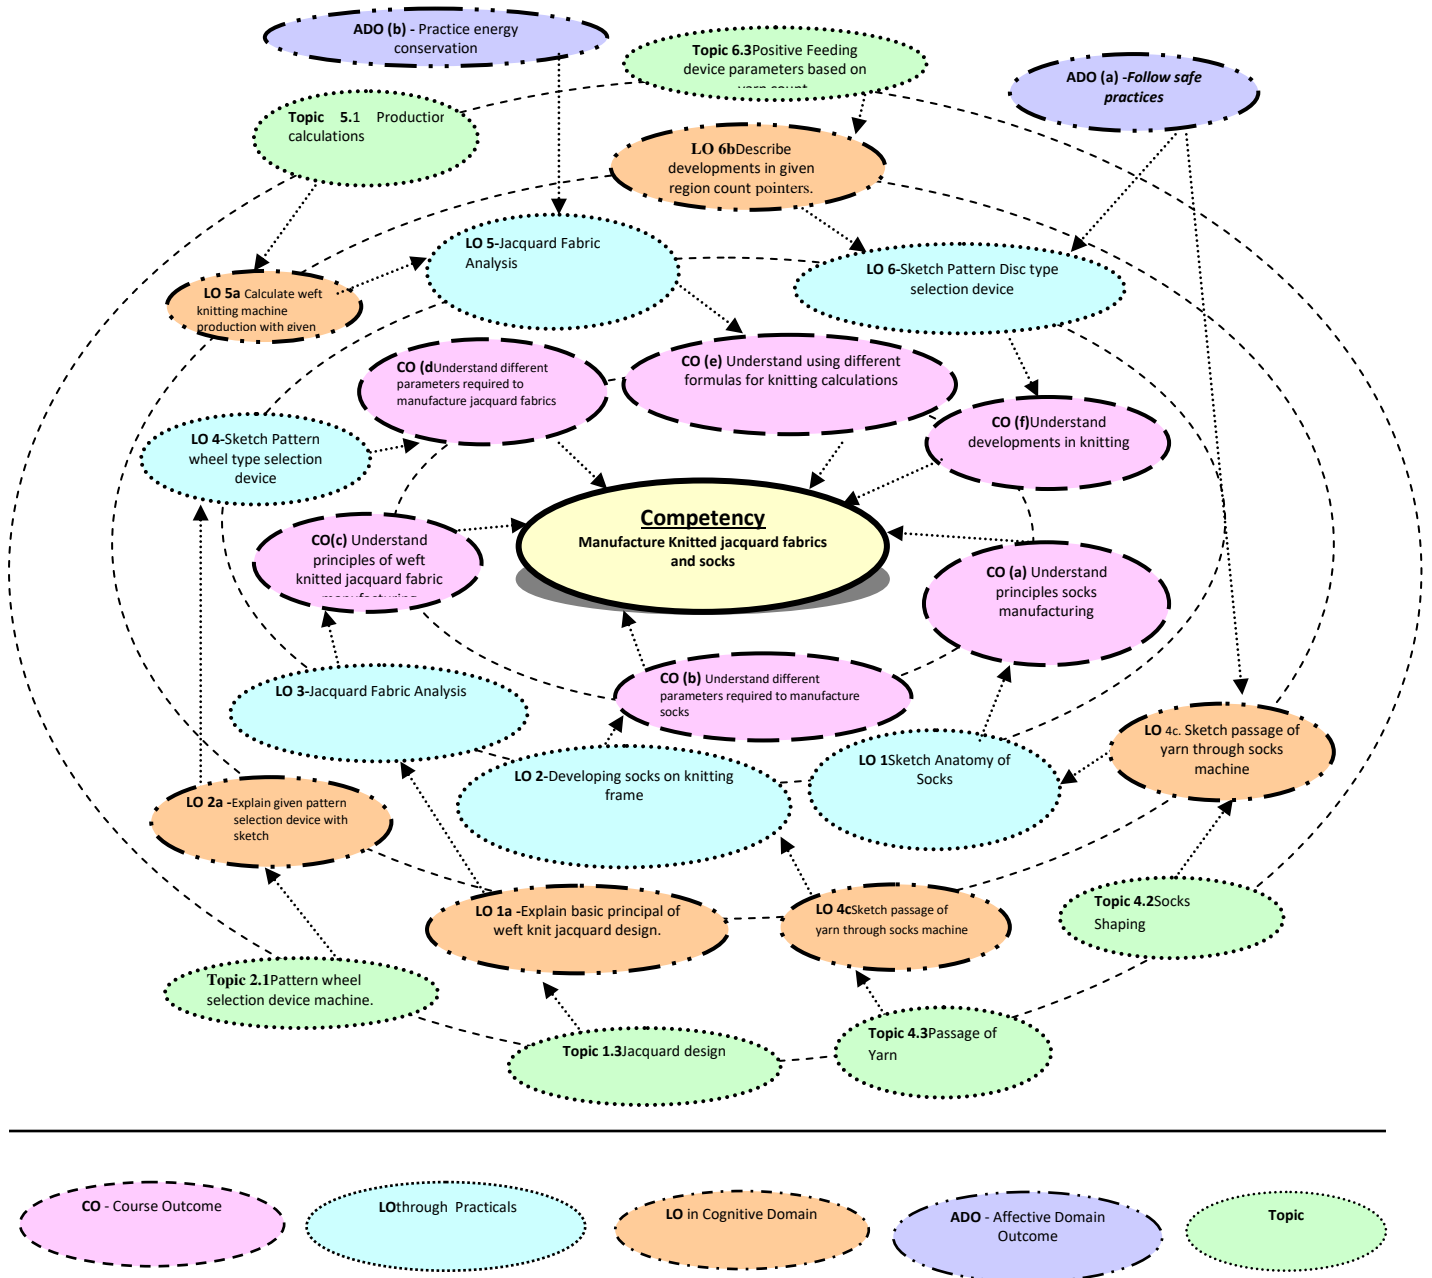 ADO (b) - Practice energy
conservation
Topic 6.3Positive Feeding
device parameters based on
yarn count
ADO (a) -Follow safe
practices
Topic 5.1 Production
calculations
LO 6bDescribe
developments in given
region count pointers.
LO 5-Jacquard Fabric
Analysis
LO 6-Sketch Pattern Disc type
selection device
LO 5a Calculate weft
knitting machine
production with given
CO (dUnderstand different
parameters required to
manufacture jacquard fabrics
CO (e) Understand using different
formulas for knitting calculations
CO (f)Understand
developments in knitting
LO 4-Sketch Pattern
wheel type selection
device
Competency
Manufacture Knitted jacquard fabrics
and socks
CO(c) Understand
principles of weft
knitted jacquard fabric
manufacturing
CO (a) Understand
principles socks
manufacturing
CO (b) Understand different
parameters required to manufacture
socks
LO 3-Jacquard Fabric Analysis
LO 4c. Sketch passage of
yarn through socks
machine
LO 2-Developing socks on knitting
frame
LO 1Sketch Anatomy of
Socks
LO 2a -Explain given pattern
selection device with
sketch
LO 1a -Explain basic principal of
weft knit jacquard design.
LO 4cSketch passage of
yarn through socks machine
Topic 4.2Socks
Shaping
Topic 2.1Pattern wheel
selection device machine.
Topic 1.3Jacquard design
Topic 4.3Passage of
Yarn
CO - Course Outcome
LOthrough Practicals
LO in Cognitive Domain
ADO - Affective Domain
Outcome
Topic